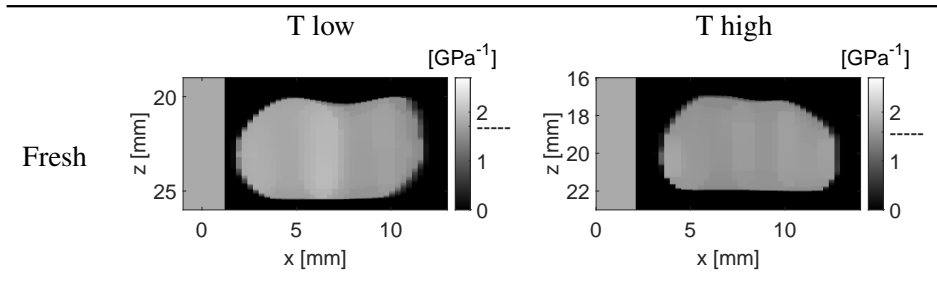 T low T high
[GPa-1] [GPa-1]
Fresh
z [mm] 20 25 2 1 0
z [mm] 16 18 20 22 2 1 0
0 5 10 0 5 10
x [mm] x [mm]